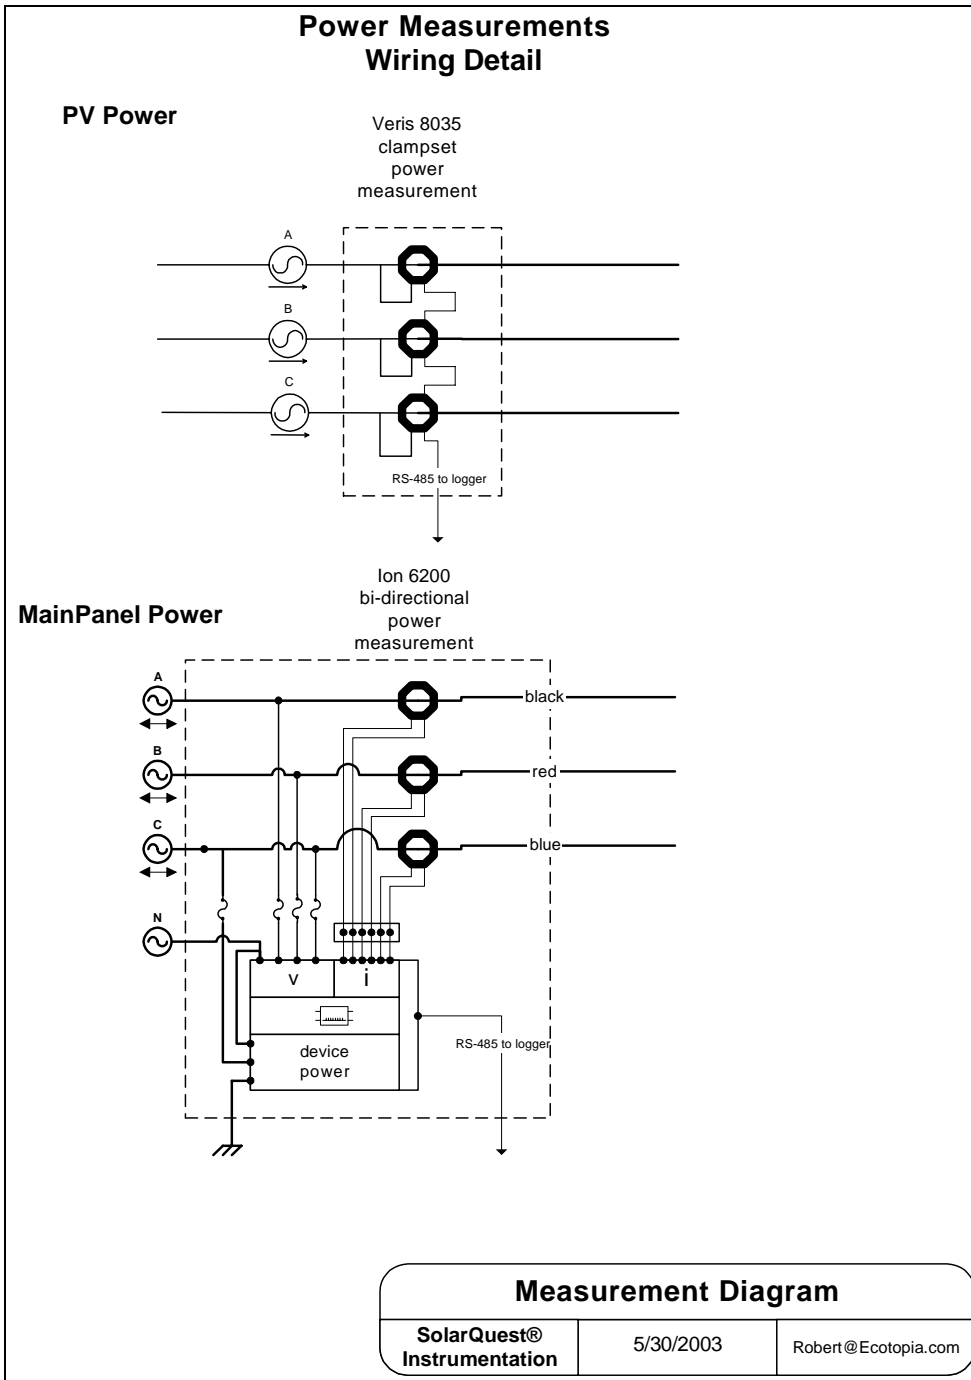 Power Measurements
Wiring Detail
PV Power
Veris 8035
clampset
power
measurement
A
B
C
RS-485 to logger
Ion 6200
bi-directional
power
measurement
MainPanel Power
A
black
B
red
C
blue
N
V
i
device
power
RS-485 to logger
Measurement Diagram
SolarQuest®
Instrumentation
5/30/2003
Robert@Ecotopia.com